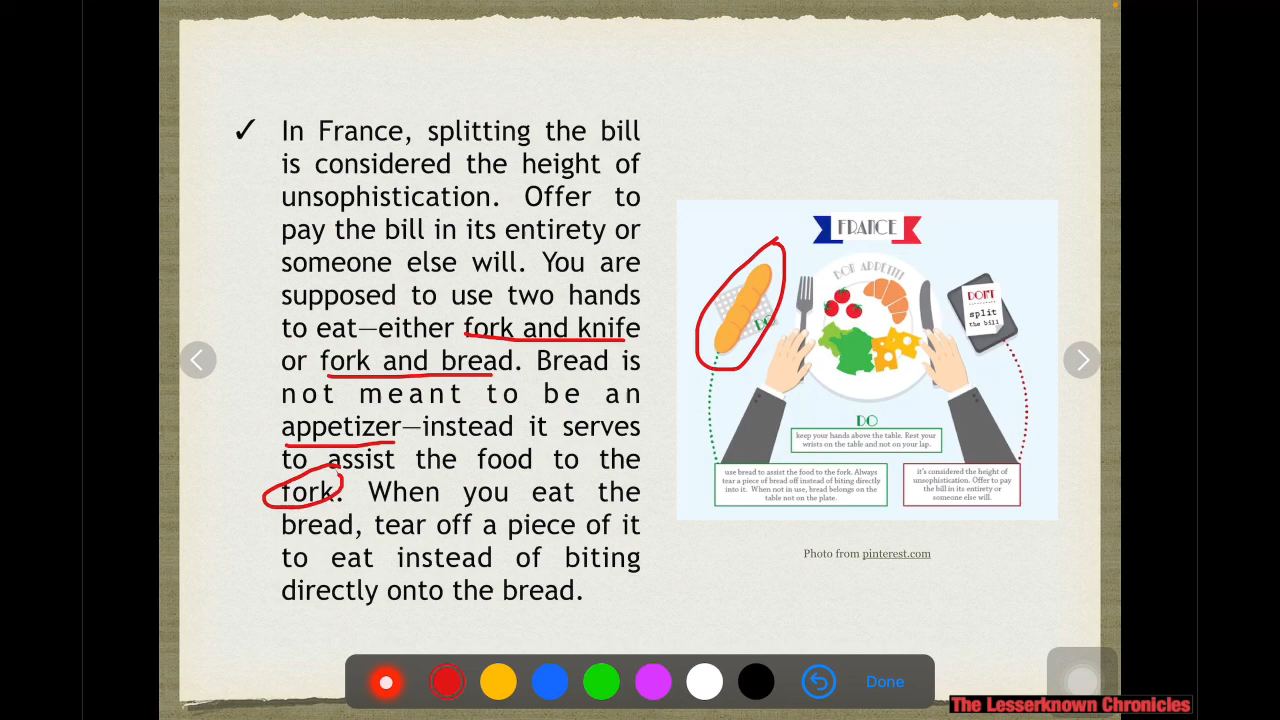 ✓ In France, splitting the bill
is considered the height of
unsophistication. Offer to
pay the bill in its entirety or
someone else will. You are
supposed to use two hands
to eat—either fork and knife
or fork and bread. Bread is
not meant to be an
appetizer—instead it serves
to assist the food to the
fork. When you eat the
bread, tear off a piece of it
to eat instead of biting
directly onto the bread.
FRANCE
BON APPETIT!
DO
DON'T
split
the bill
DO
keep your hands above the table. Rest your
wrists on the table and not on your lap.
use bread to assist the food to the fork. Always
tear a piece of bread off instead of biting directly
into it. When not in use, bread belongs on the
table not on the plate.
it's considered the height of
unsophistication. Offer to pay
the bill in its entirety or
someone else will.
Photo from pinterest.com
Done
The Lesserknown Chronicles